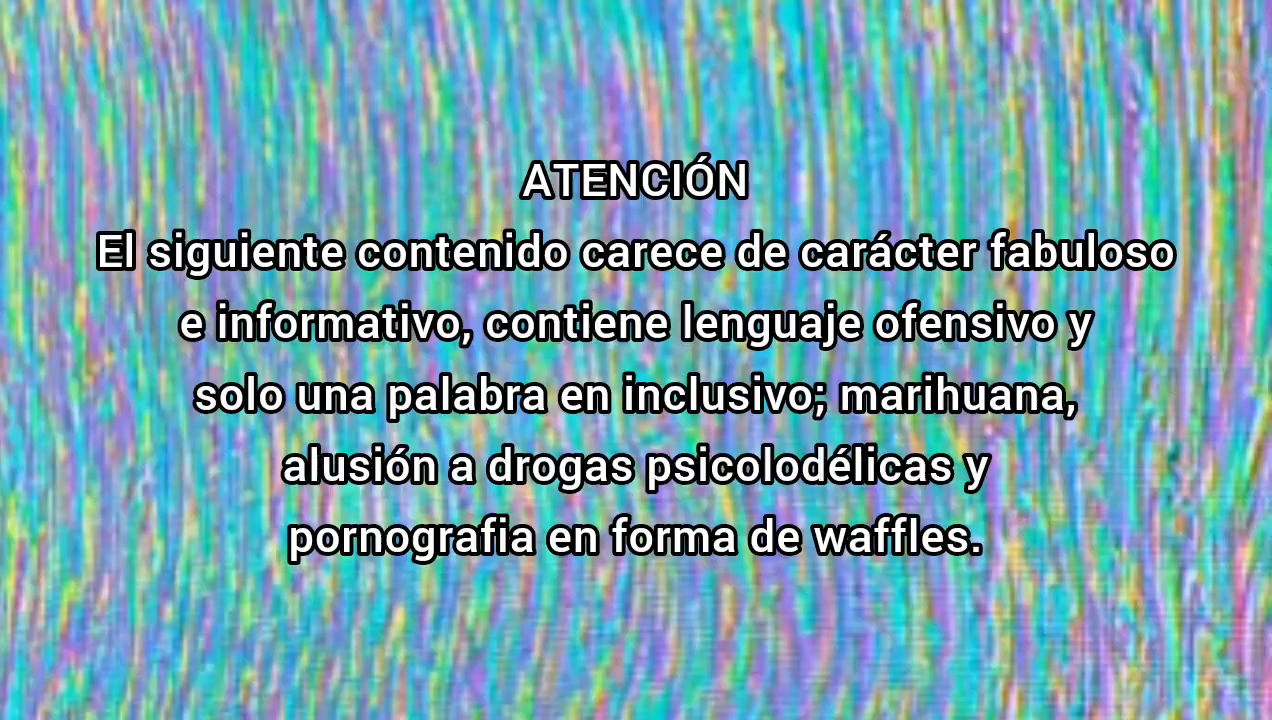 ATENCIÓN
El siguiente contenido carece de carácter fabuloso
e informativo, contiene lenguaje ofensivo y
solo una palabra en inclusivo; marihuana,
alusión a drogas psicolodélicas y
pornografia en forma de waffles.